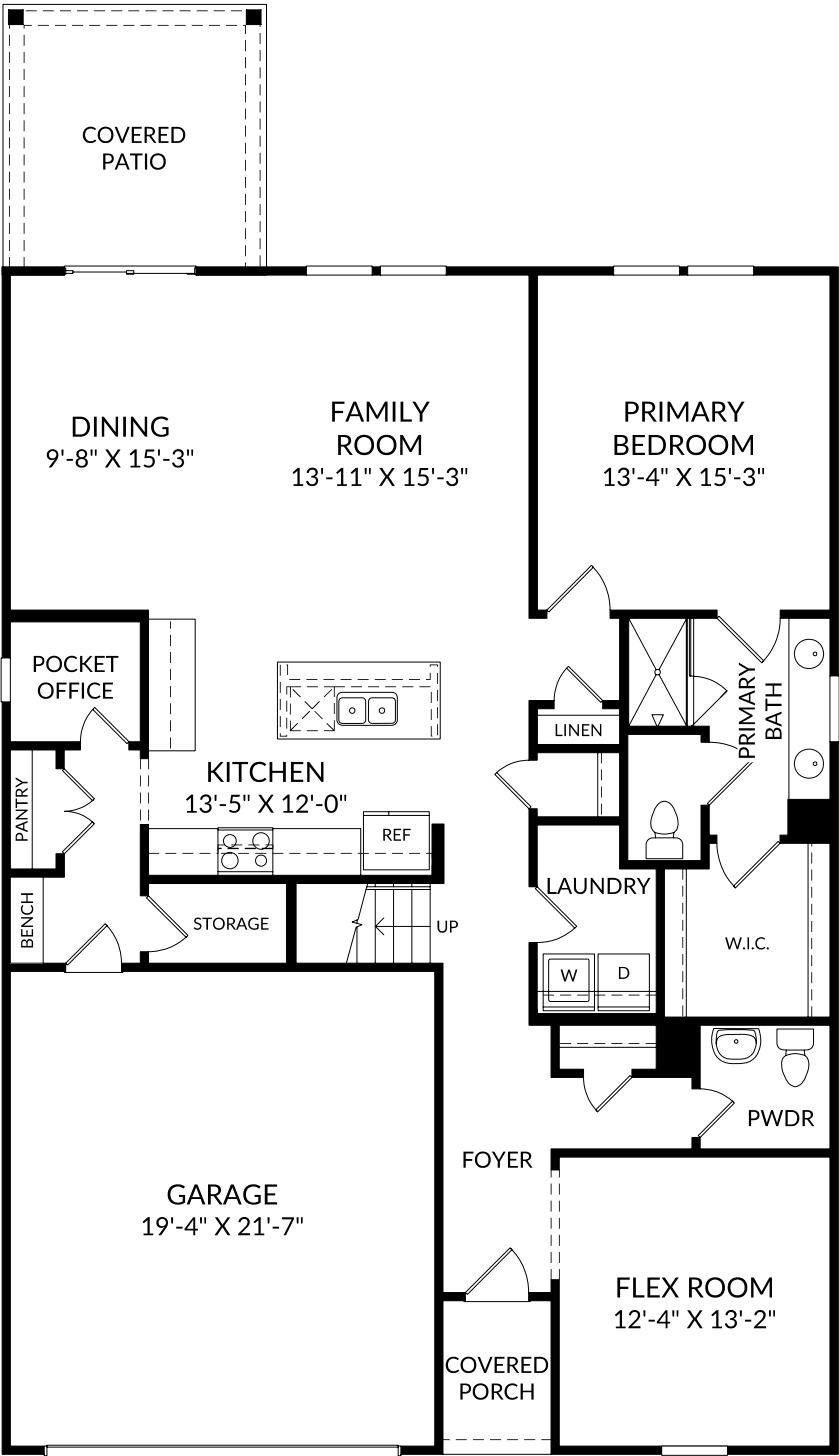 COVERED
PATIO
DINING
9'-8" X 15'-3"
FAMILY
ROOM
13'-11" X 15'-3"
PRIMARY
BEDROOM
13'-4" X 15'-3"
POCKET
OFFICE
PRIMARY
BATH
LINEN
KITCHEN
13'-5" X 12'-0"
PANTRY
REF
LAUNDRY
BENCH
STORAGE
UP
W.I.C.
W
D
PWDR
FOYER
GARAGE
19'-4" X 21'-7"
FLEX ROOM
12'-4" X 13'-2"
COVERED
PORCH